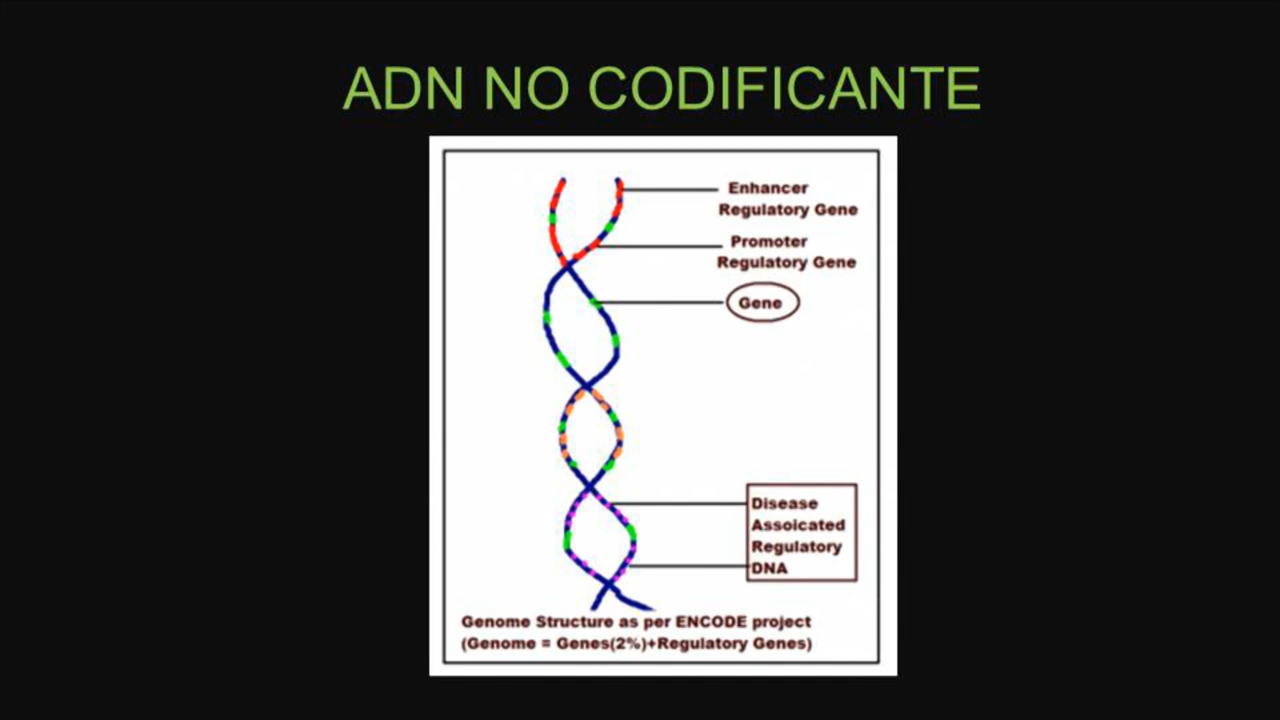 ADN NO CODIFICANTE
Enhancer
Regulatory Gene
Promoter
Regulatory Gene
Gene
Disease
Assoicated
Regulatory
DNA
Genome Structure as per ENCODE project
(Genome = Genes(2%)+Regulatory Genes)